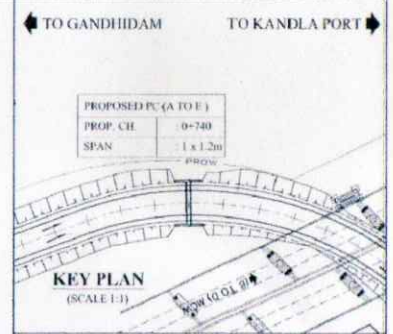 TO GANDHIDAM TO KANDLA PORT
PROPOSED PC (A TO E)
PROP. CH : 0+740
SPAN : 1 x 1.2m
PROW
KEY PLAN
(SCALE 1:1)
(B TO D)